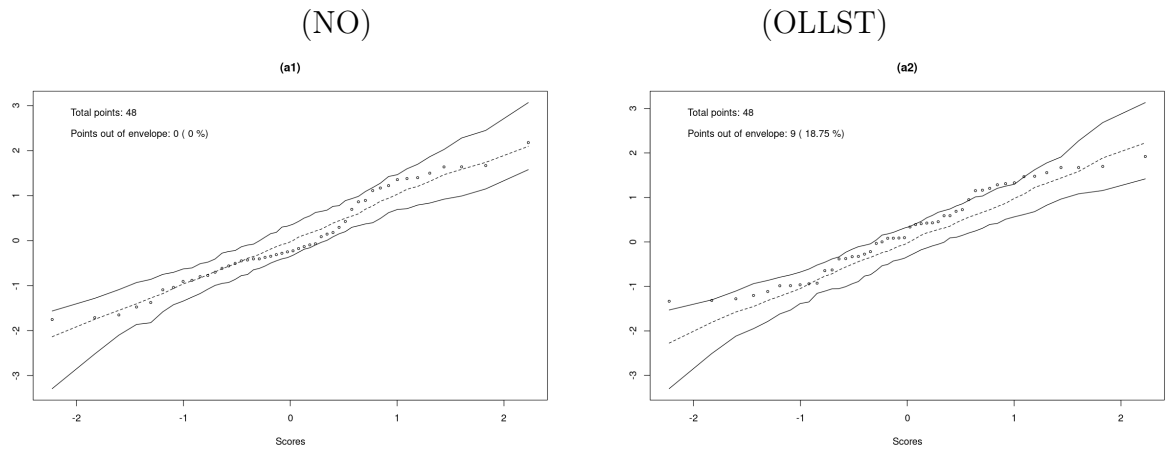 (NO)
(OLLST)
(a1)
Total points: 48
Points out of envelope: 0 ( 0 %)
3
2
1
0
-1
-2
-3
-2
-1
0
1
2
Scores
(a2)
Total points: 48
Points out of envelope: 9 ( 18.75 %)
3
2
1
0
-1
-2
-3
-2
-1
0
1
2
Scores